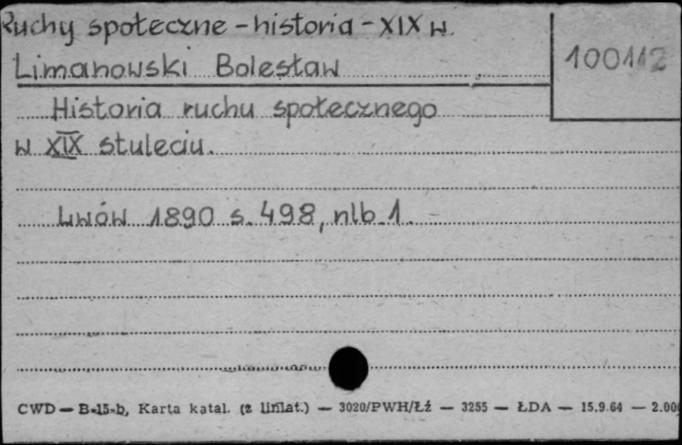 Ruchy społeczne - historia - XIX w.
Limanowski Bolesław
100112
Historia ruchu społecznego
w XIX stuleciu.
Lwów 1890 s. 498, nlb. 1.
CWD — B-15-b, Karta katal. (z liniat.) — 3020/PWH/Łź — 3255 — ŁDA — 15.9.64 — 2.00